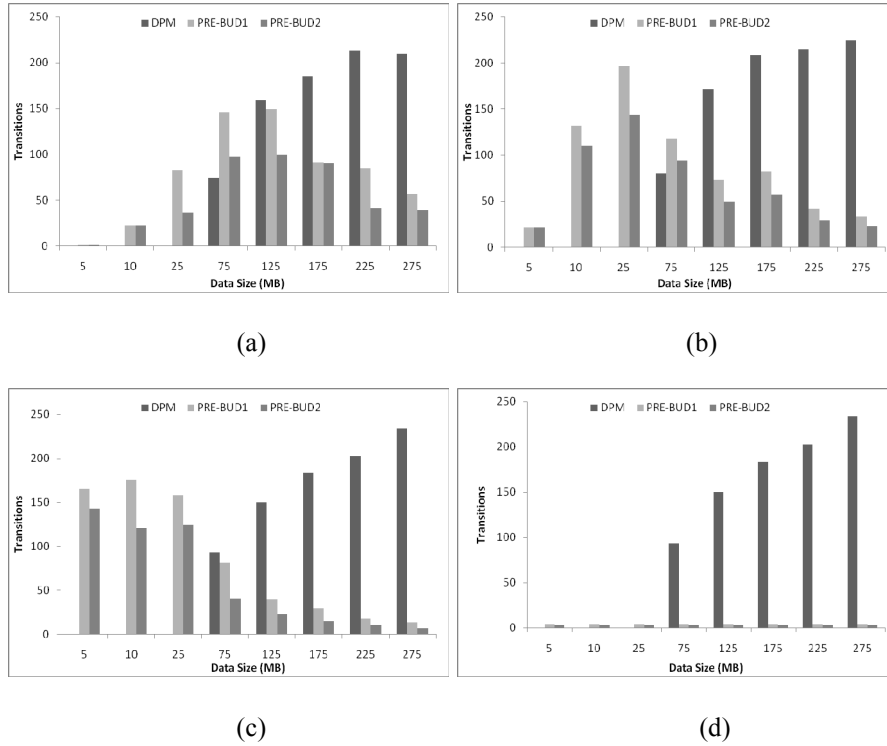 DPM PRE-BUD1 PRE-BUD2
250
200
150
100
50
0
Transitions
5 10 25 75 125 175 225 275
Data Size (MB)
(a)
DPM PRE-BUD1 PRE-BUD2
250
200
150
100
50
0
Transitions
5 10 25 75 125 175 225 275
Data Size (MB)
(b)
DPM PRE-BUD1 PRE-BUD2
250
200
150
100
50
0
Transitions
5 10 25 75 125 175 225 275
Data Size (MB)
(c)
DPM PRE-BUD1 PRE-BUD2
250
200
150
100
50
0
Transitions
5 10 25 75 125 175 225 275
Data Size (MB)
(d)